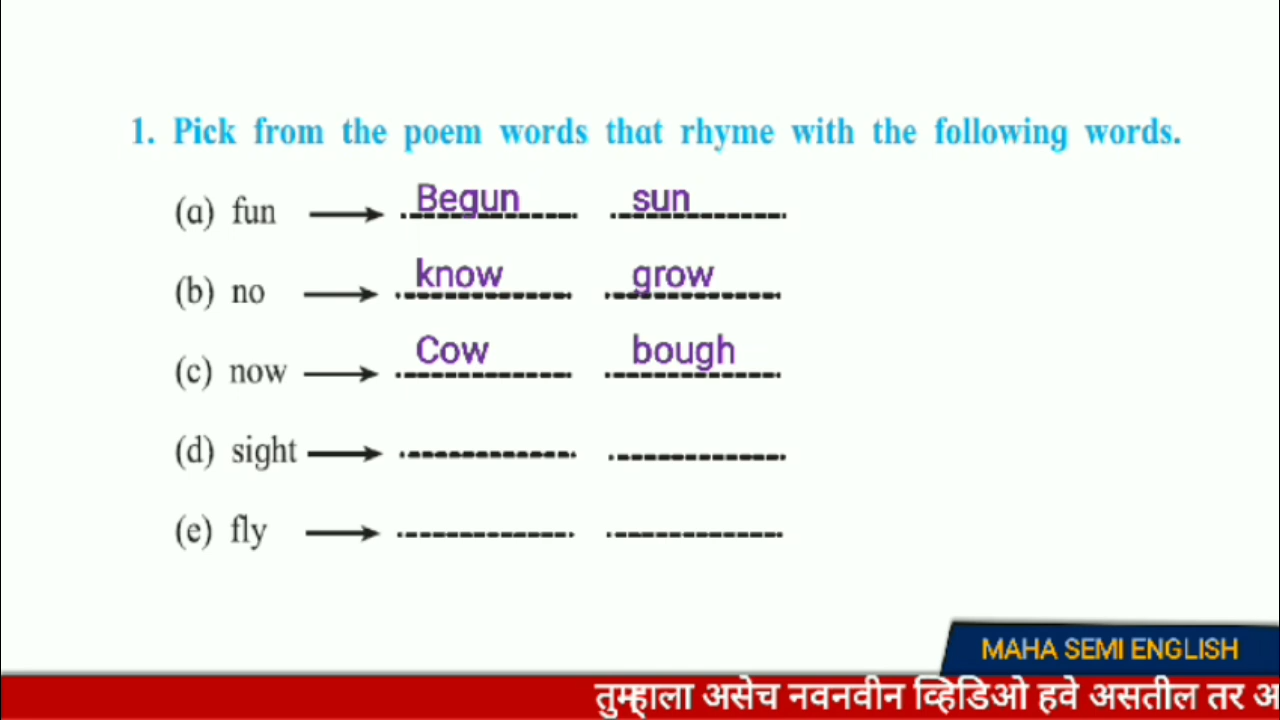 1. Pick from the poem words that rhyme with the following words.
(a) fun Begun sun
(b) no know grow
(c) now Cow bough
(d) sight
(e) fly
MAHA SEMI ENGLISH
तुम्हाला असेच नवनवीन व्हिडिओ हवे असतील तर